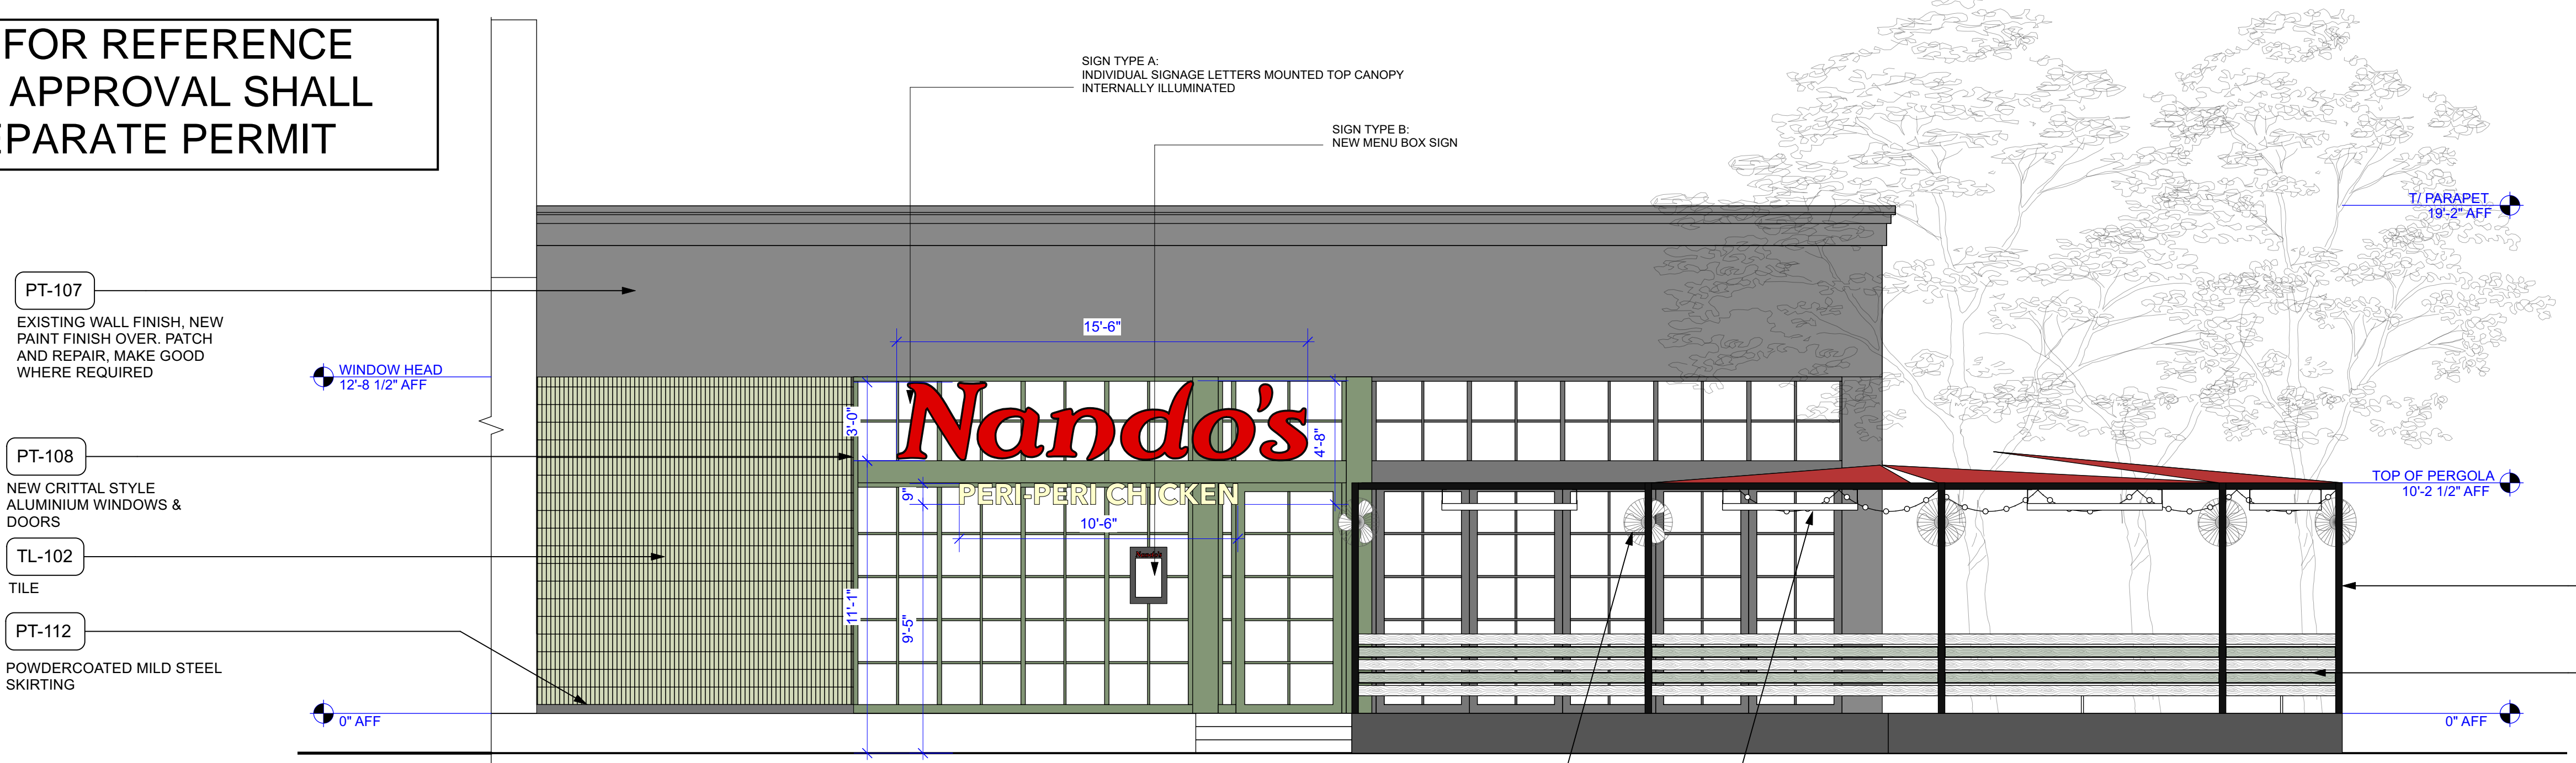 FOR REFERENCE
APPROVAL SHALL
EPARATE PERMIT
SIGN TYPE A:
INDIVIDUAL SIGNAGE LETTERS MOUNTED TOP CANOPY
INTERNALLY ILLUMINATED
SIGN TYPE B:
NEW MENU BOX SIGN
T/ PARAPET
19'-2" AFF
PT-107
EXISTING WALL FINISH, NEW
PAINT FINISH OVER. PATCH
AND REPAIR, MAKE GOOD
WHERE REQUIRED
15'-6"
WINDOW HEAD
12'-8 1/2" AFF
3'-0"
Nando's
4'-8"
PT-108
NEW CRITTAL STYLE
ALUMINIUM WINDOWS &
DOORS
TOP OF PERGOLA
10'-2 1/2" AFF
9"
PERI-PERI CHICKEN
10'-6"
TL-102
TILE
Nando's
11'-1"
9'-5"
PT-112
POWDERCOATED MILD STEEL
SKIRTING
0" AFF
0" AFF